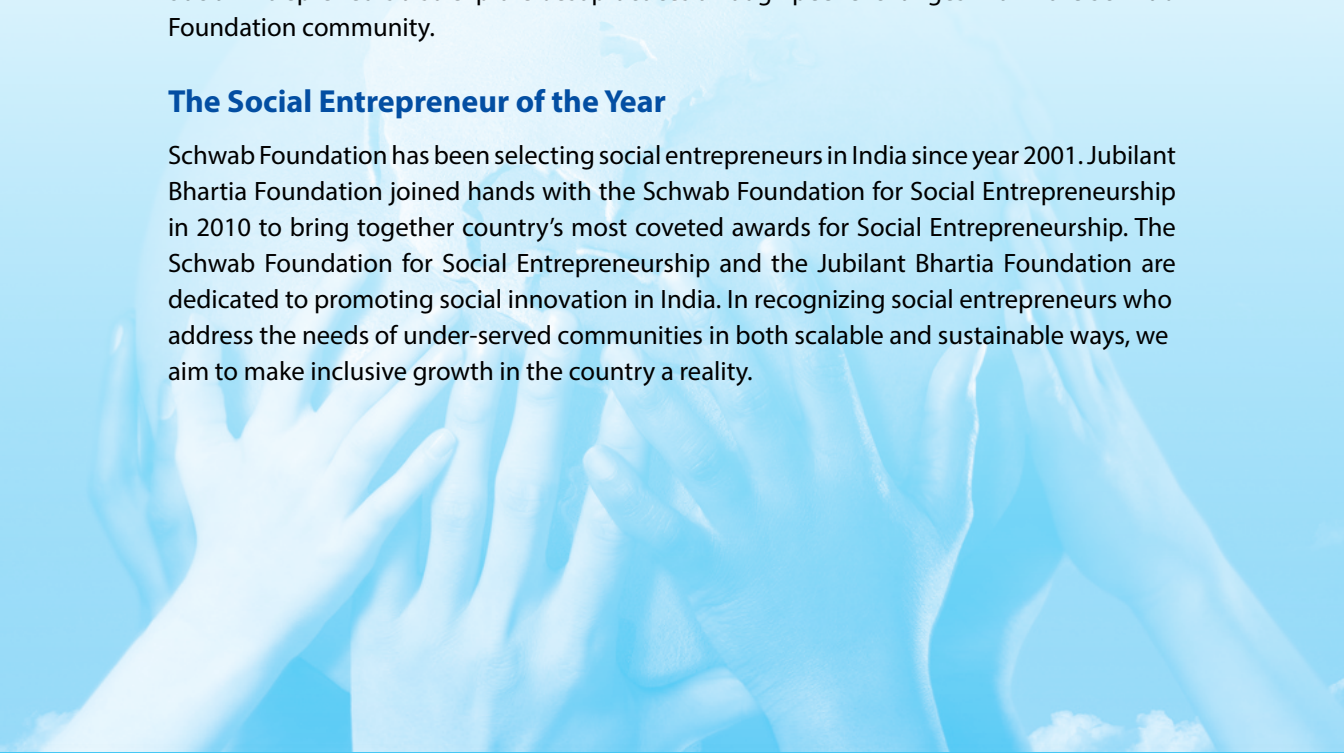 Foundation community.
The Social Entrepreneur of the Year
Schwab Foundation has been selecting social entrepreneurs in India since year 2001. Jubilant
Bhartia Foundation joined hands with the Schwab Foundation for Social Entrepreneurship
in 2010 to bring together country’s most coveted awards for Social Entrepreneurship. The
Schwab Foundation for Social Entrepreneurship and the Jubilant Bhartia Foundation are
dedicated to promoting social innovation in India. In recognizing social entrepreneurs who
address the needs of under-served communities in both scalable and sustainable ways, we
aim to make inclusive growth in the country a reality.